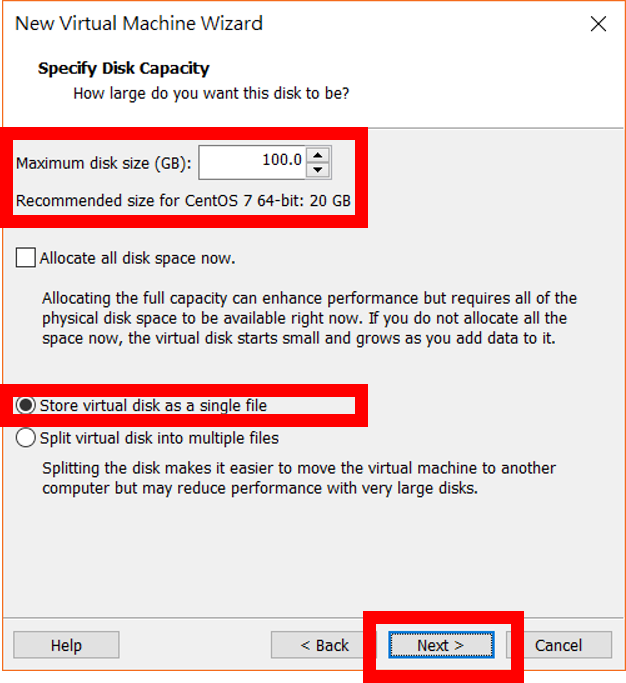 New Virtual Machine Wizard
Specify Disk Capacity
How large do you want this disk to be?
Maximum disk size (GB): 100.0
Recommended size for CentOS 7 64-bit: 20 GB
Allocate all disk space now.
Allocating the full capacity can enhance performance but requires all of the
physical disk space to be available right now. If you do not allocate all the
space now, the virtual disk starts small and grows as you add data to it.
Store virtual disk as a single file
Split virtual disk into multiple files
Splitting the disk makes it easier to move the virtual machine to another
computer but may reduce performance with very large disks.
Help < Back Next > Cancel